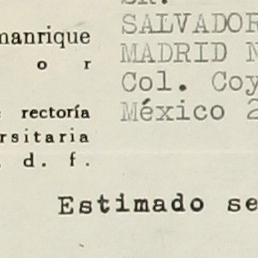 manrique
o r
SALVADOR
MADRID
Col. Coy
México 2
rectoría
rsitaria
d. f.
Estimado se